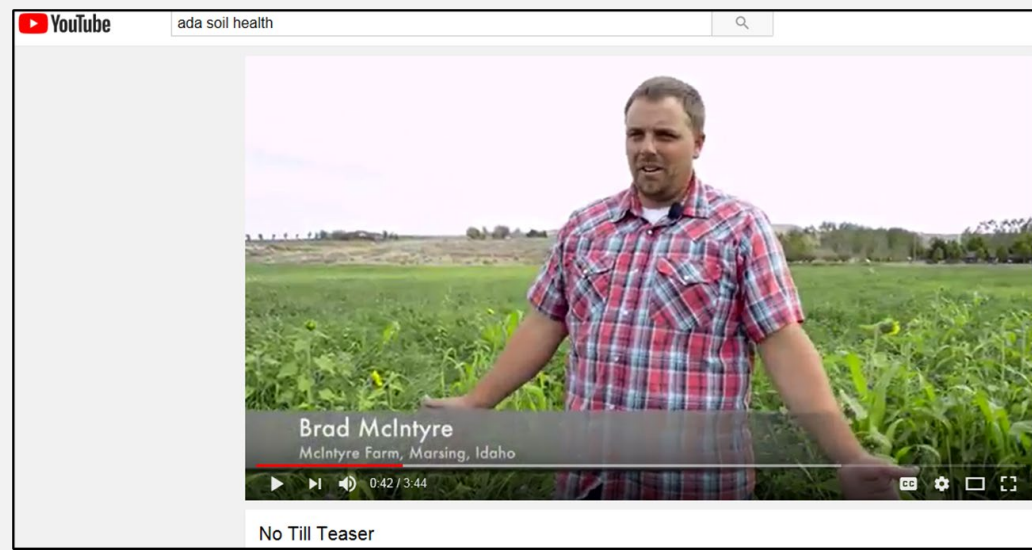 YouTube
ada soil health
Brad McIntyre
McIntyre Farm, Marsing, Idaho
0:42 / 3:44
CC
No Till Teaser